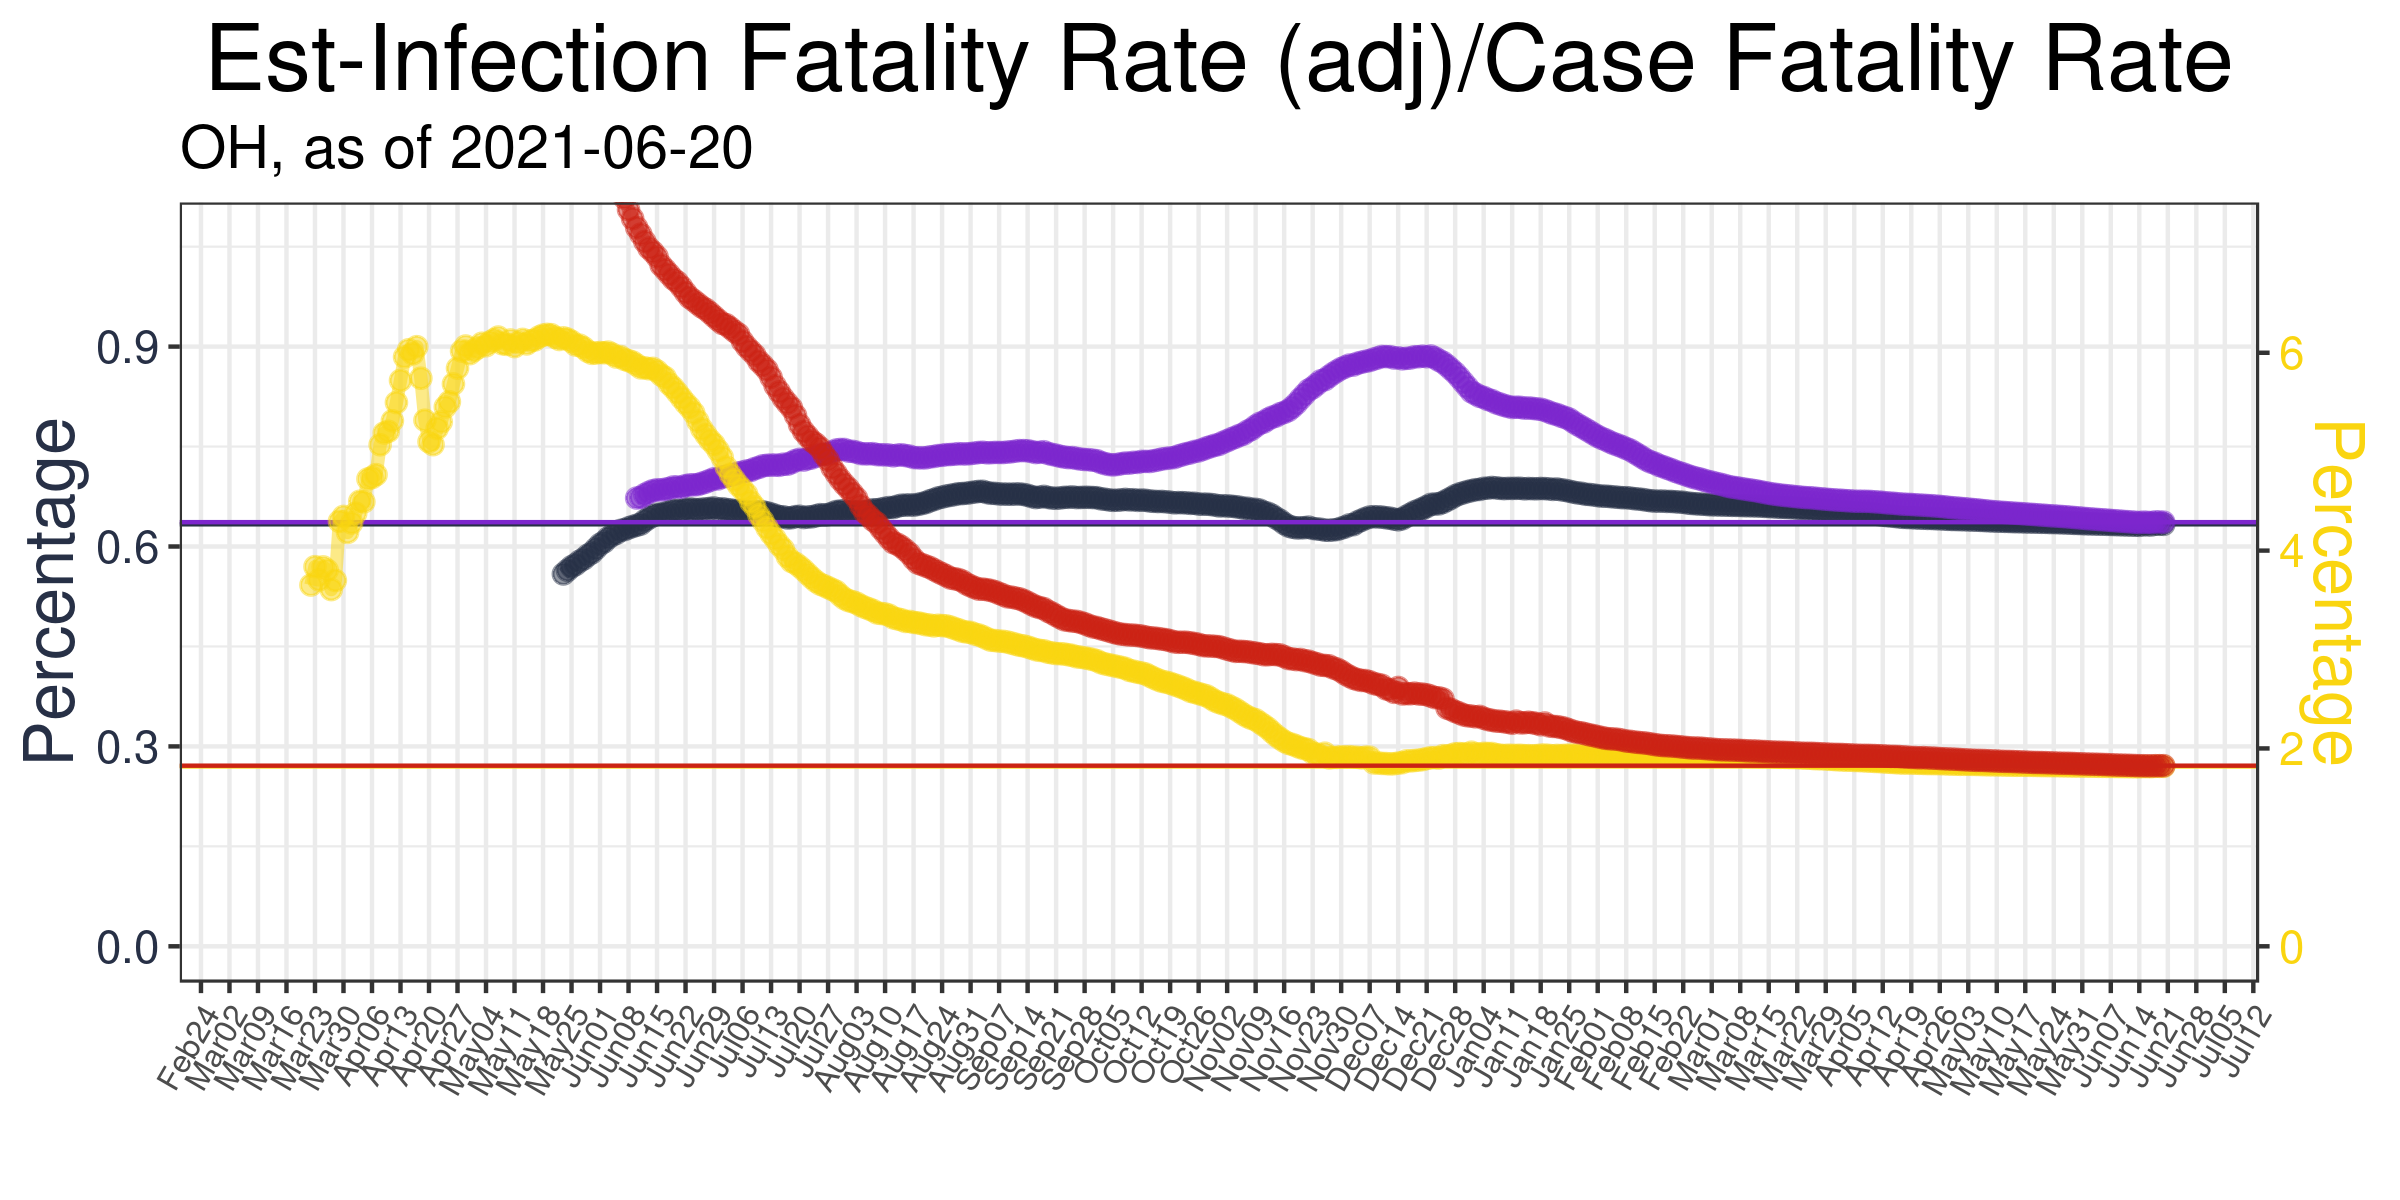 Est-Infection Fatality Rate (adj)/Case Fatality Rate
OH, as of 2021-06-20
Percentage
0.9
0.6
0.3
0.0
6
4
2
0
Percentage
Feb24
Mar02
Mar09
Mar16
Mar23
Mar30
Apr06
Apr13
Apr20
Apr27
May04
May11
May18
May25
Jun01
Jun08
Jun15
Jun22
Jun29
Jul06
Jul13
Jul20
Jul27
Aug03
Aug10
Aug17
Aug24
Aug31
Sep07
Sep14
Sep21
Sep28
Oct05
Oct12
Oct19
Oct26
Nov02
Nov09
Nov16
Nov23
Nov30
Dec07
Dec14
Dec21
Dec28
Jan04
Jan11
Jan18
Jan25
Feb01
Feb08
Feb15
Feb22
Mar01
Mar08
Mar15
Mar22
Mar29
Apr05
Apr12
Apr19
Apr26
May03
May10
May17
May24
May31
Jun07
Jun14
Jun21
Jun28
Jul05
Jul12